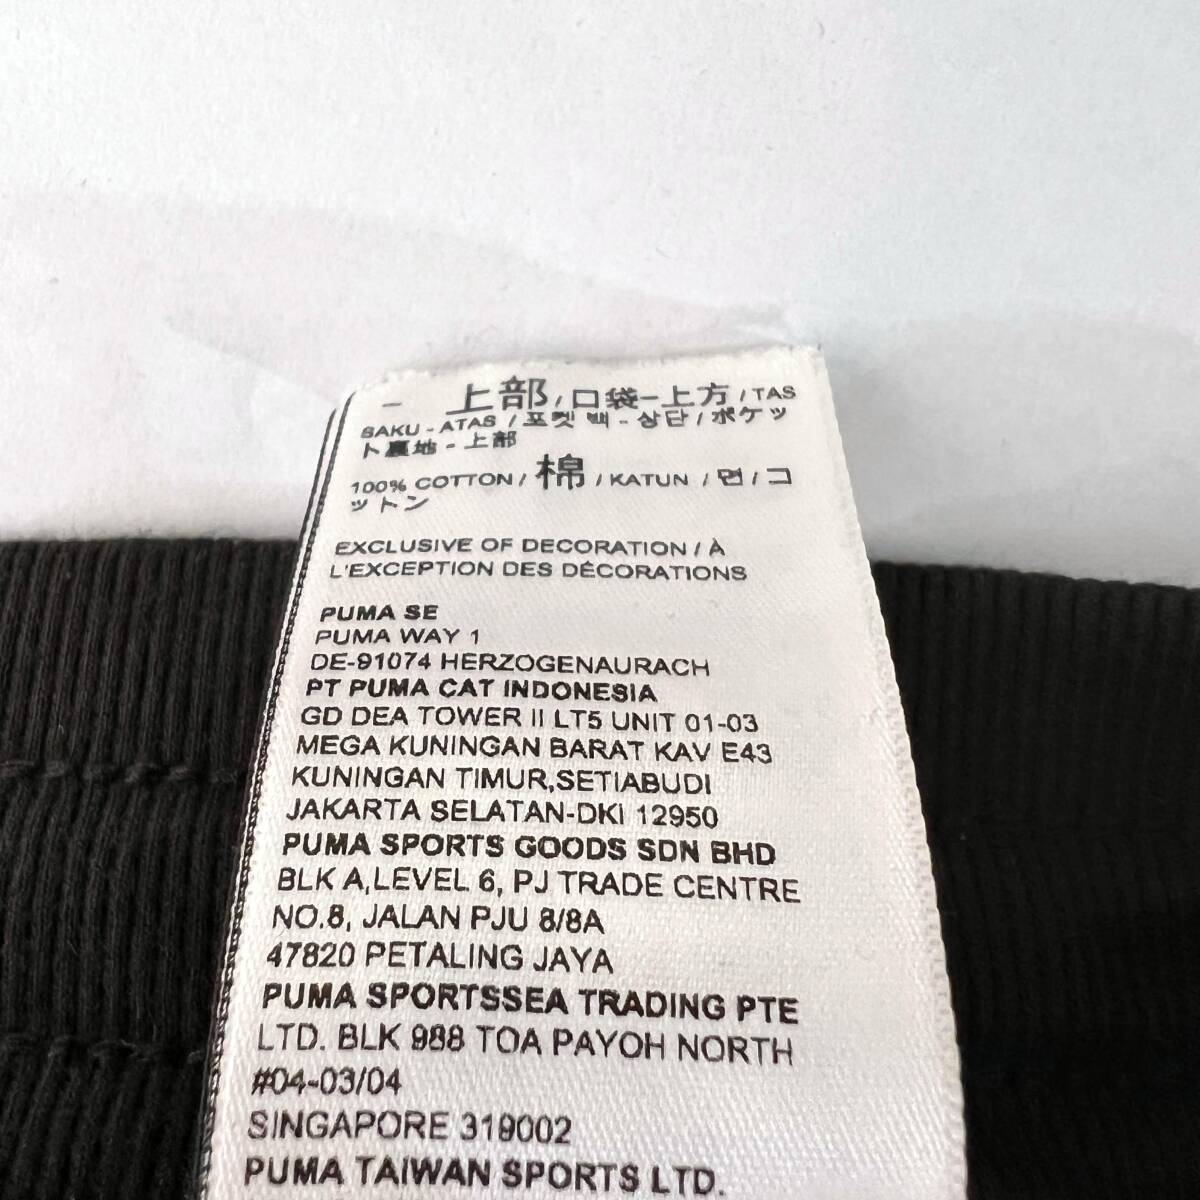 - 上部/口袋-上方/TAS
SAKU - ATAS / 포켓 백 - 상단 / ポケッ
ト裏地 - 上部
100% COTTON / 棉 / KATUN / 면 / コ
ットン
EXCLUSIVE OF DECORATION / À
L'EXCEPTION DES DÉCORATIONS
PUMA SE
PUMA WAY 1
DE-91074 HERZOGENAURACH
PT PUMA CAT INDONESIA
GD DEA TOWER II LT5 UNIT 01-03
MEGA KUNINGAN BARAT KAV E43
KUNINGAN TIMUR,SETIABUDI
JAKARTA SELATAN-DKI 12950
PUMA SPORTS GOODS SDN BHD
BLK A,LEVEL 6, PJ TRADE CENTRE
NO.8, JALAN PJU 8/8A
47820 PETALING JAYA
PUMA SPORTSSEA TRADING PTE
LTD. BLK 988 TOA PAYOH NORTH
#04-03/04
SINGAPORE 319002
PUMA TAIWAN SPORTS LTD.